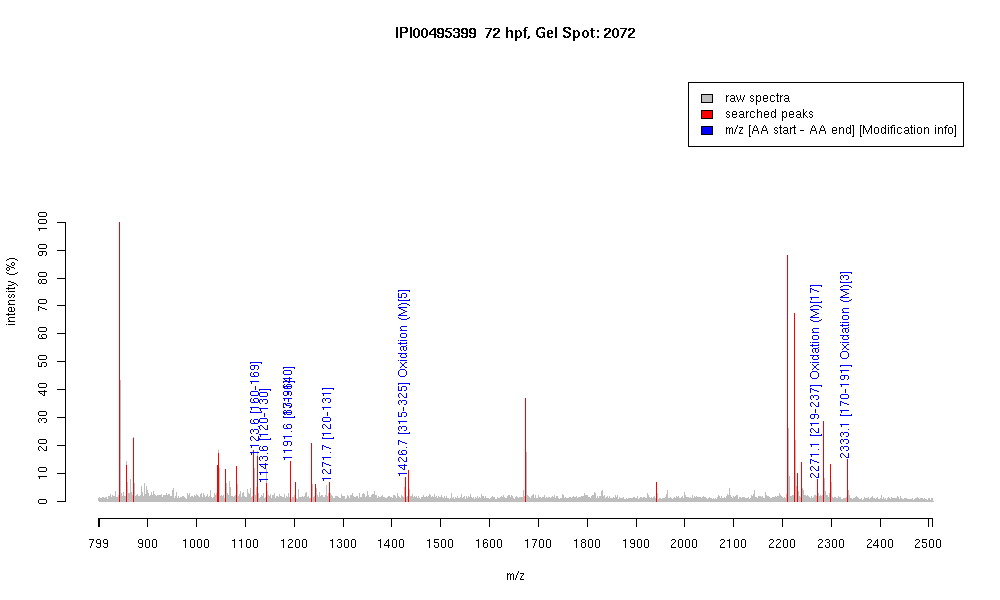 IPI00495399 72 hpf, Gel Spot: 2072
raw spectra
searched peaks
m/z [AA start - AA end] [Modification info]
intensity (%)
100
90
80
70
60
50
40
30
20
10
0
1123.6 [160-169]
1143.6 [120-130]
1191.6
1271.7 [120-131]
1426.7 [315-325] Oxidation (M)[5]
2271.1 [219-237] Oxidation (M)[17]
2333.1 [170-191] Oxidation (M)[3]
799 900 1000 1100 1200 1300 1400 1500 1600 1700 1800 1900 2000 2100 2200 2300 2400 2500
m/z